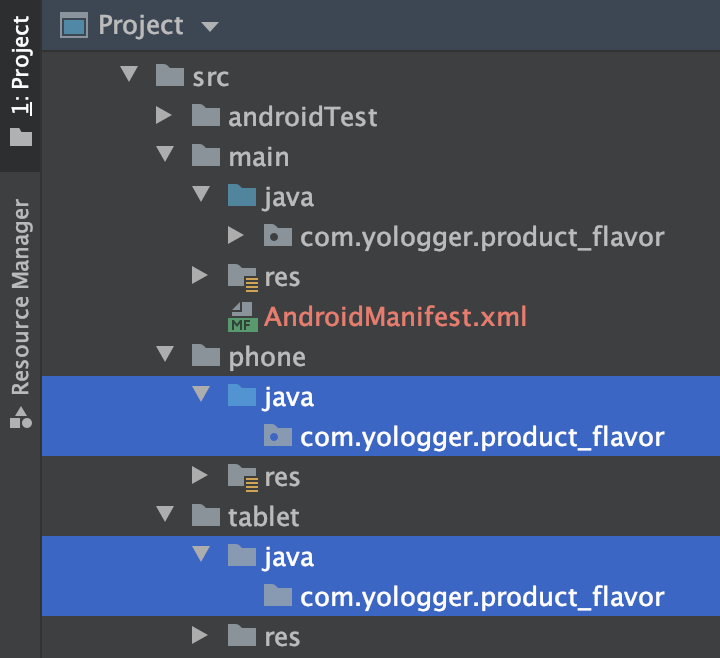 Project
1: Project
Resource Manager
src
androidTest
main
java
com.yologger.product_flavor
res
MF AndroidManifest.xml
phone
java
com.yologger.product_flavor
res
tablet
java
com.yologger.product_flavor
res